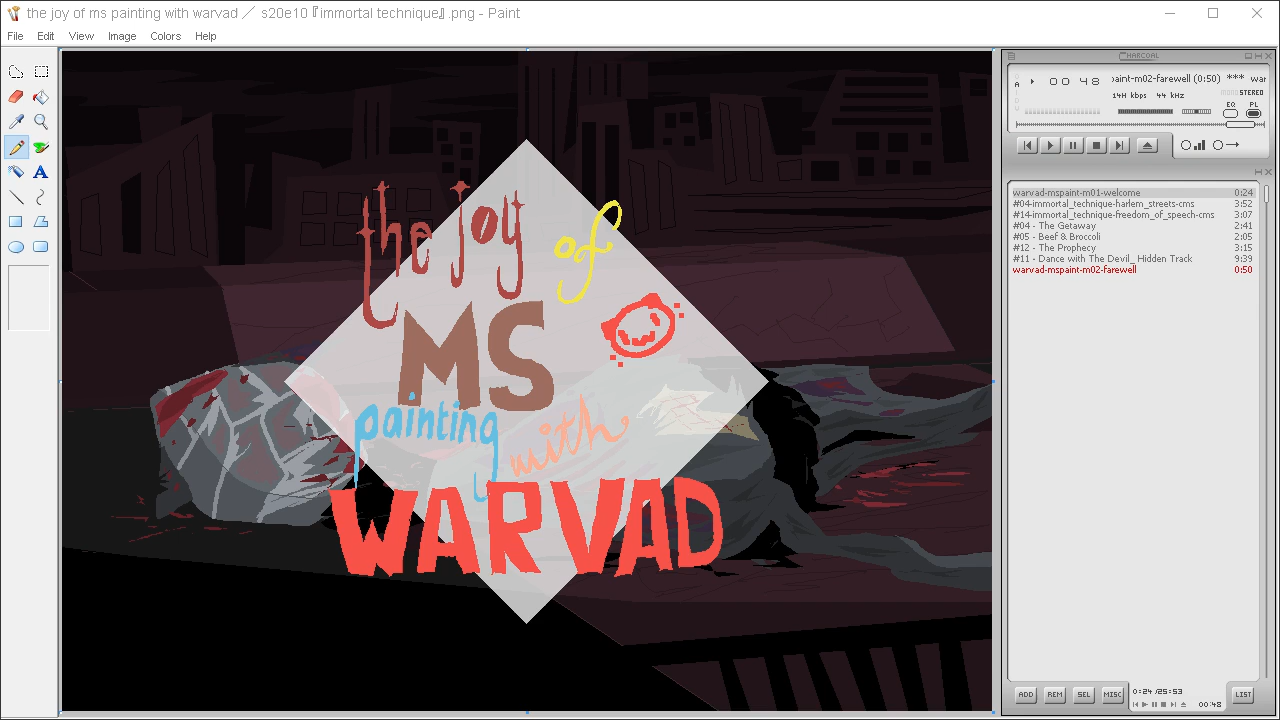 the joy of ms painting with warvad ／ s20e10『immortal technique』.png - Paint
File Edit View Image Colors Help
the joy of
MS
painting with
WARVAD
CHARCOAL
00 48
paint-m02-farewell (0:50) *** war
kbps 44 kHz
MONO STEREO
EQ PL
warvad-mspaint-m01-welcome 0:24
#04-immortal_technique-harlem_streets-cms 3:52
#14-immortal_technique-freedom_of_speech-cms 3:07
#04 - The Getaway 2:41
#05 - Beef & Broccoli 2:05
#12 - The Prophecy 3:15
#11 - Dance with The Devil_ Hidden Track 9:39
warvad-mspaint-m02-farewell 0:50
ADD REM SEL MISC 0:24 /25:53 00:48 LIST